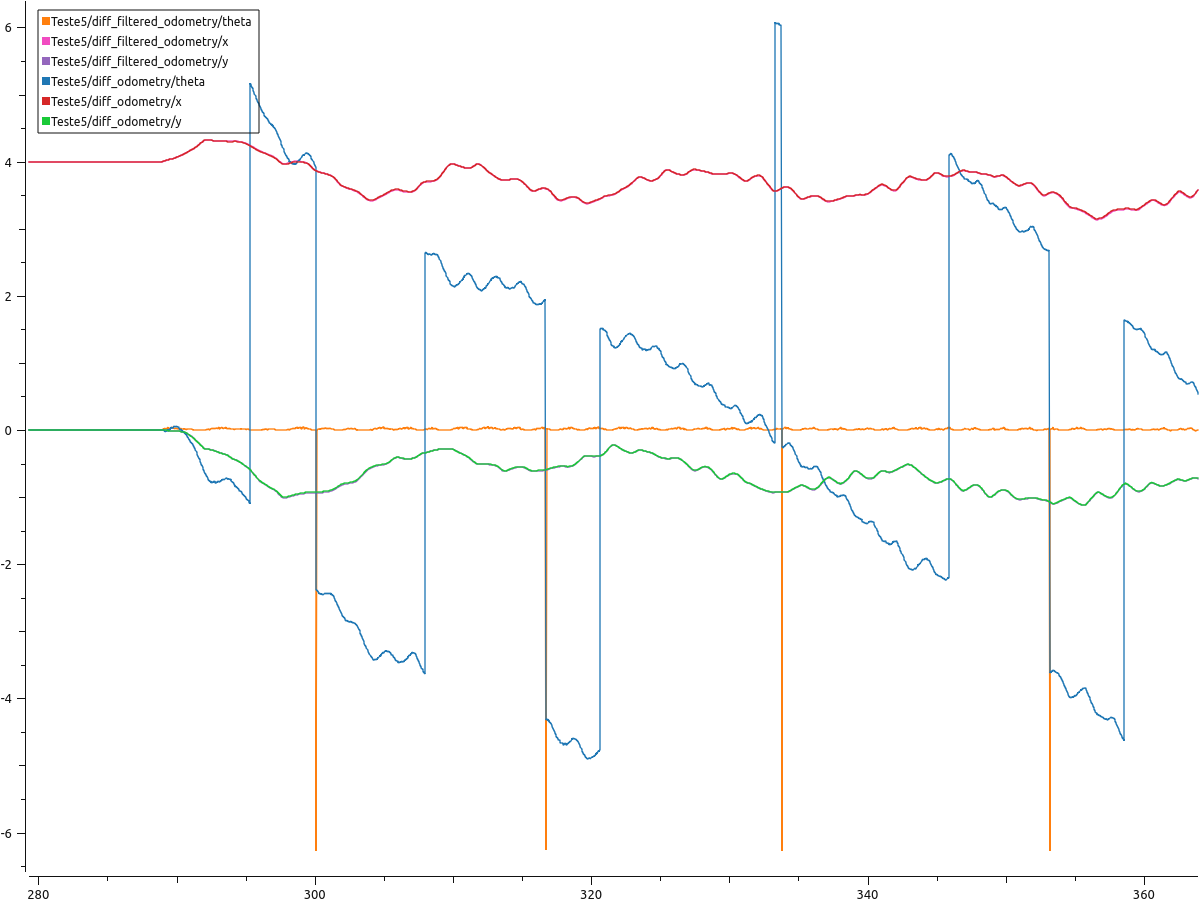 Teste5/diff_filtered_odometry/theta
Teste5/diff_filtered_odometry/x
Teste5/diff_filtered_odometry/y
Teste5/diff_odometry/theta
Teste5/diff_odometry/x
Teste5/diff_odometry/y
6
4
2
0
-2
-4
-6
280 300 320 340 360